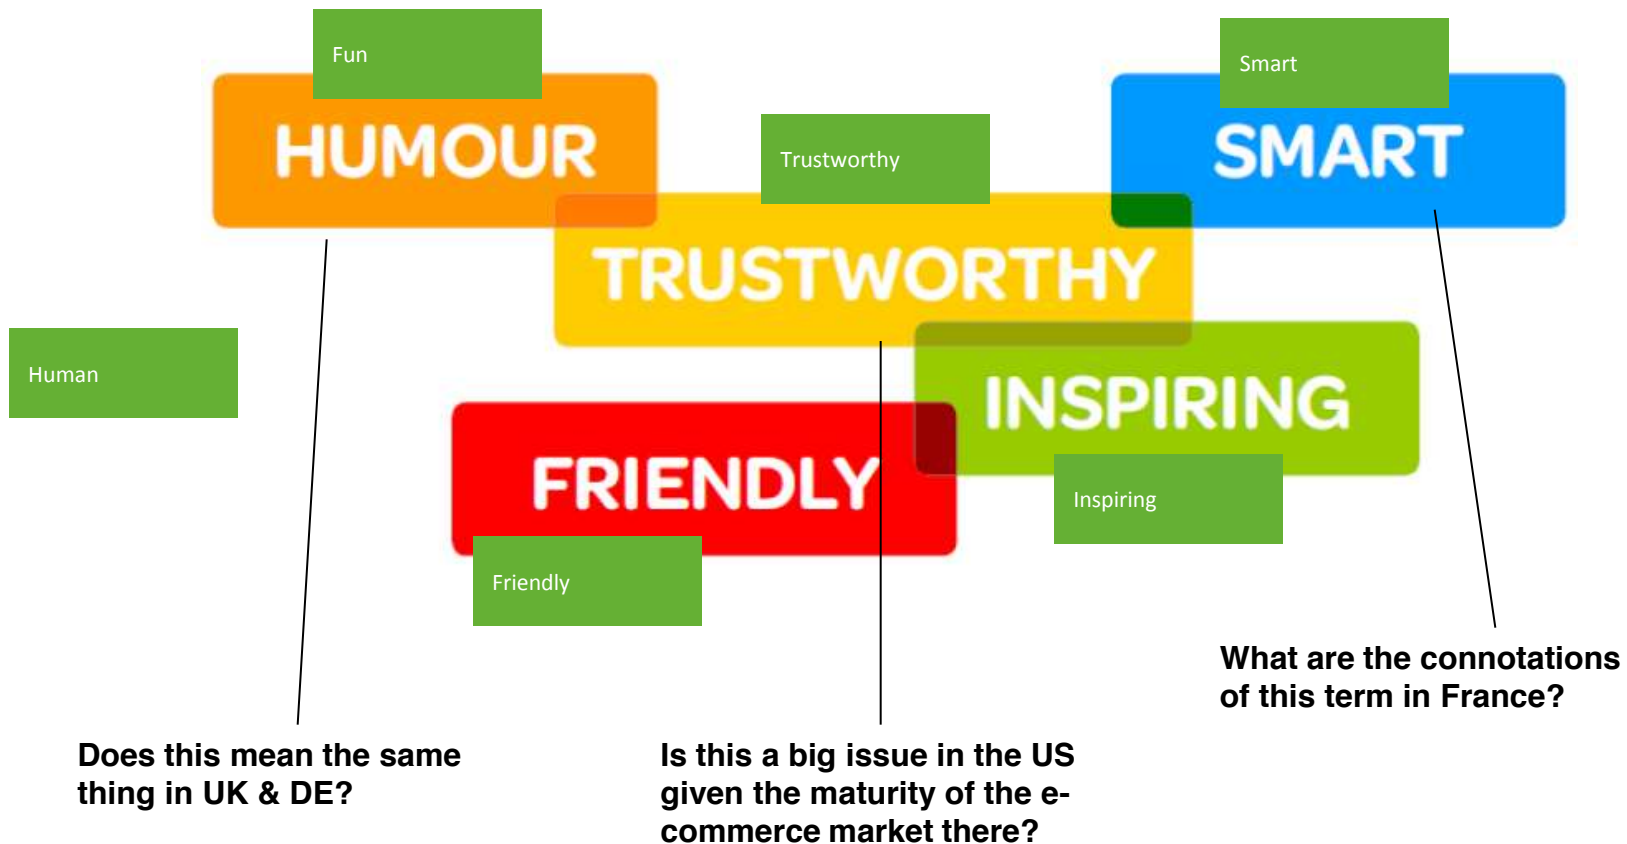 Fun
HUMOUR
Smart
SMART
Trustworthy
TRUSTWORTHY
Human
INSPIRING
Inspiring
FRIENDLY
Friendly
What are the connotations
of this term in France?
Does this mean the same
thing in UK & DE?
Is this a big issue in the US
given the maturity of the e-
commerce market there?